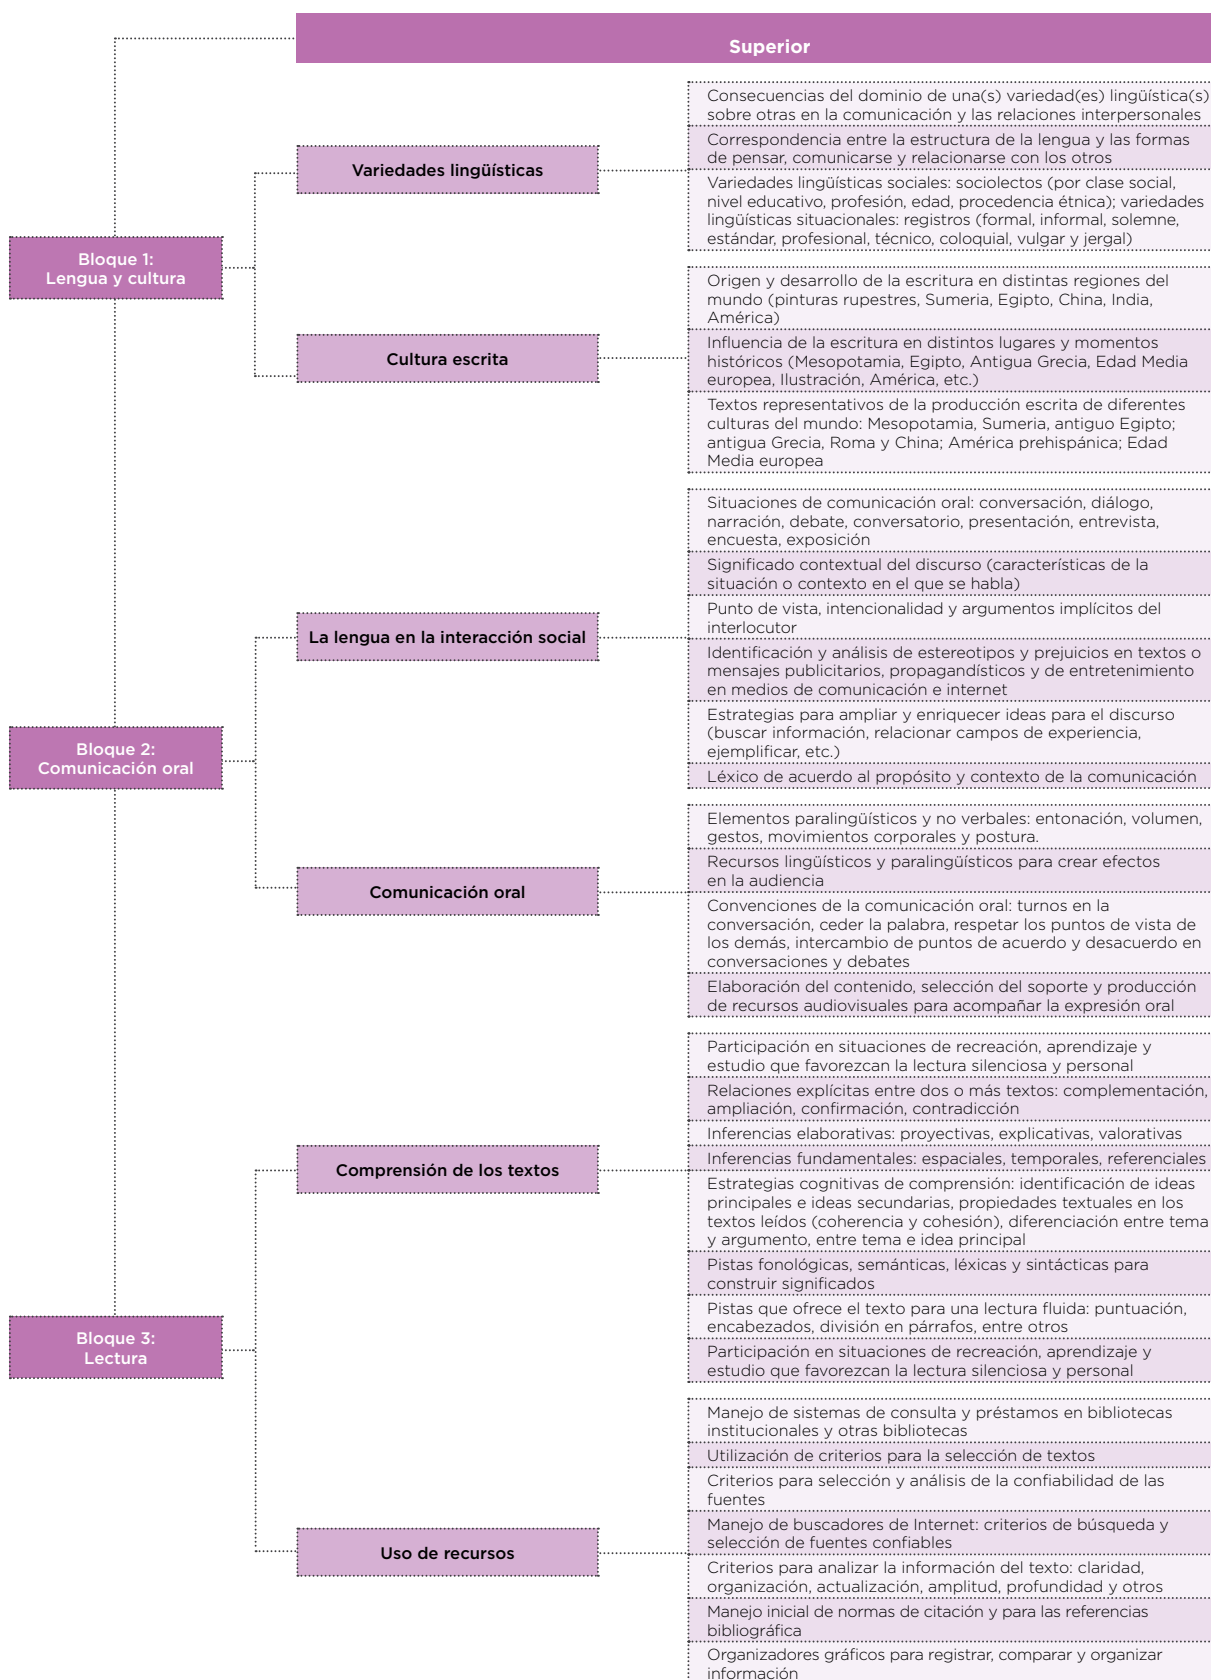 Superior
Bloque 1:
Lengua y cultura
Variedades lingüísticas
Consecuencias del dominio de una(s) variedad(es) lingüística(s)
sobre otras en la comunicación y las relaciones interpersonales
Correspondencia entre la estructura de la lengua y las formas
de pensar, comunicarse y relacionarse con los otros
Variedades lingüísticas sociales: sociolectos (por clase social,
nivel educativo, profesión, edad, procedencia étnica); variedades
lingüísticas situacionales: registros (formal, informal, solemne,
estándar, profesional, técnico, coloquial, vulgar y jergal)
Cultura escrita
Origen y desarrollo de la escritura en distintas regiones del
mundo (pinturas rupestres, Sumeria, Egipto, China, India,
América)
Influencia de la escritura en distintos lugares y momentos
históricos (Mesopotamia, Egipto, Antigua Grecia, Edad Media
europea, Ilustración, América, etc.)
Textos representativos de la producción escrita de diferentes
culturas del mundo: Mesopotamia, Sumeria, antiguo Egipto;
antigua Grecia, Roma y China; América prehispánica; Edad
Media europea
Bloque 2:
Comunicación oral
La lengua en la interacción social
Situaciones de comunicación oral: conversación, diálogo,
narración, debate, conversatorio, presentación, entrevista,
encuesta, exposición
Significado contextual del discurso (características de la
situación o contexto en el que se habla)
Punto de vista, intencionalidad y argumentos implícitos del
interlocutor
Identificación y análisis de estereotipos y prejuicios en textos o
mensajes publicitarios, propagandísticos y de entretenimiento
en medios de comunicación e internet
Estrategias para ampliar y enriquecer ideas para el discurso
(buscar información, relacionar campos de experiencia,
ejemplificar, etc.)
Léxico de acuerdo al propósito y contexto de la comunicación
Comunicación oral
Elementos paralingüísticos y no verbales: entonación, volumen,
gestos, movimientos corporales y postura.
Recursos lingüísticos y paralingüísticos para crear efectos
en la audiencia
Convenciones de la comunicación oral: turnos en la
conversación, ceder la palabra, respetar los puntos de vista de
los demás, intercambio de puntos de acuerdo y desacuerdo en
conversaciones y debates
Elaboración del contenido, selección del soporte y producción
de recursos audiovisuales para acompañar la expresión oral
Bloque 3:
Lectura
Comprensión de los textos
Participación en situaciones de recreación, aprendizaje y
estudio que favorezcan la lectura silenciosa y personal
Relaciones explícitas entre dos o más textos: complementación,
ampliación, confirmación, contradicción
Inferencias elaborativas: proyectivas, explicativas, valorativas
Inferencias fundamentales: espaciales, temporales, referenciales
Estrategias cognitivas de comprensión: identificación de ideas
principales e ideas secundarias, propiedades textuales en los
textos leídos (coherencia y cohesión), diferenciación entre tema
y argumento, entre tema e idea principal
Pistas fonológicas, semánticas, léxicas y sintácticas para
construir significados
Pistas que ofrece el texto para una lectura fluida: puntuación,
encabezados, división en párrafos, entre otros
Participación en situaciones de recreación, aprendizaje y
estudio que favorezcan la lectura silenciosa y personal
Uso de recursos
Manejo de sistemas de consulta y préstamos en bibliotecas
institucionales y otras bibliotecas
Utilización de criterios para la selección de textos
Criterios para selección y análisis de la confiabilidad de las
fuentes
Manejo de buscadores de Internet: criterios de búsqueda y
selección de fuentes confiables
Criterios para analizar la información del texto: claridad,
organización, actualización, amplitud, profundidad y otros
Manejo inicial de normas de citación y para las referencias
bibliográfica
Organizadores gráficos para registrar, comparar y organizar
información